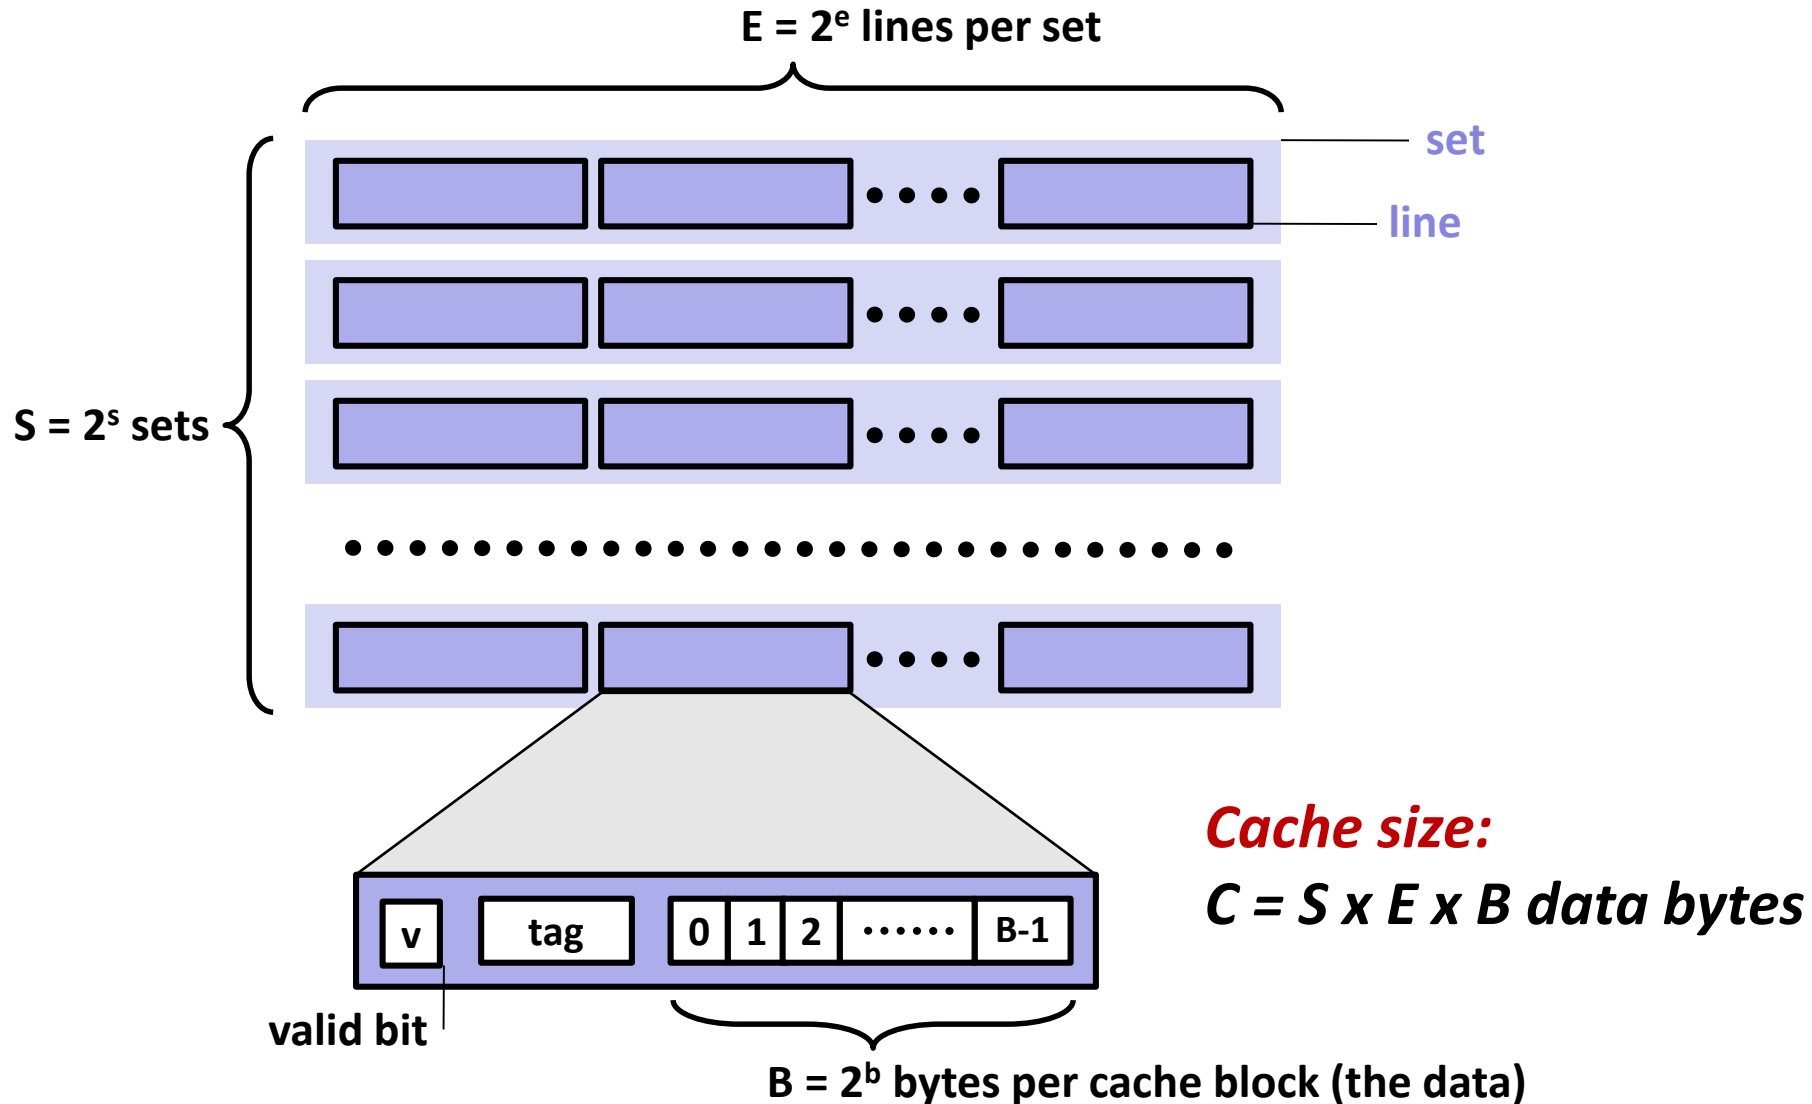 E = 2ᵉ lines per set
set
line
S = 2ˢ sets
Cache size:
C = S x E x B data bytes
v
tag
0
1
2
......
B-1
valid bit
B = 2ᵇ bytes per cache block (the data)